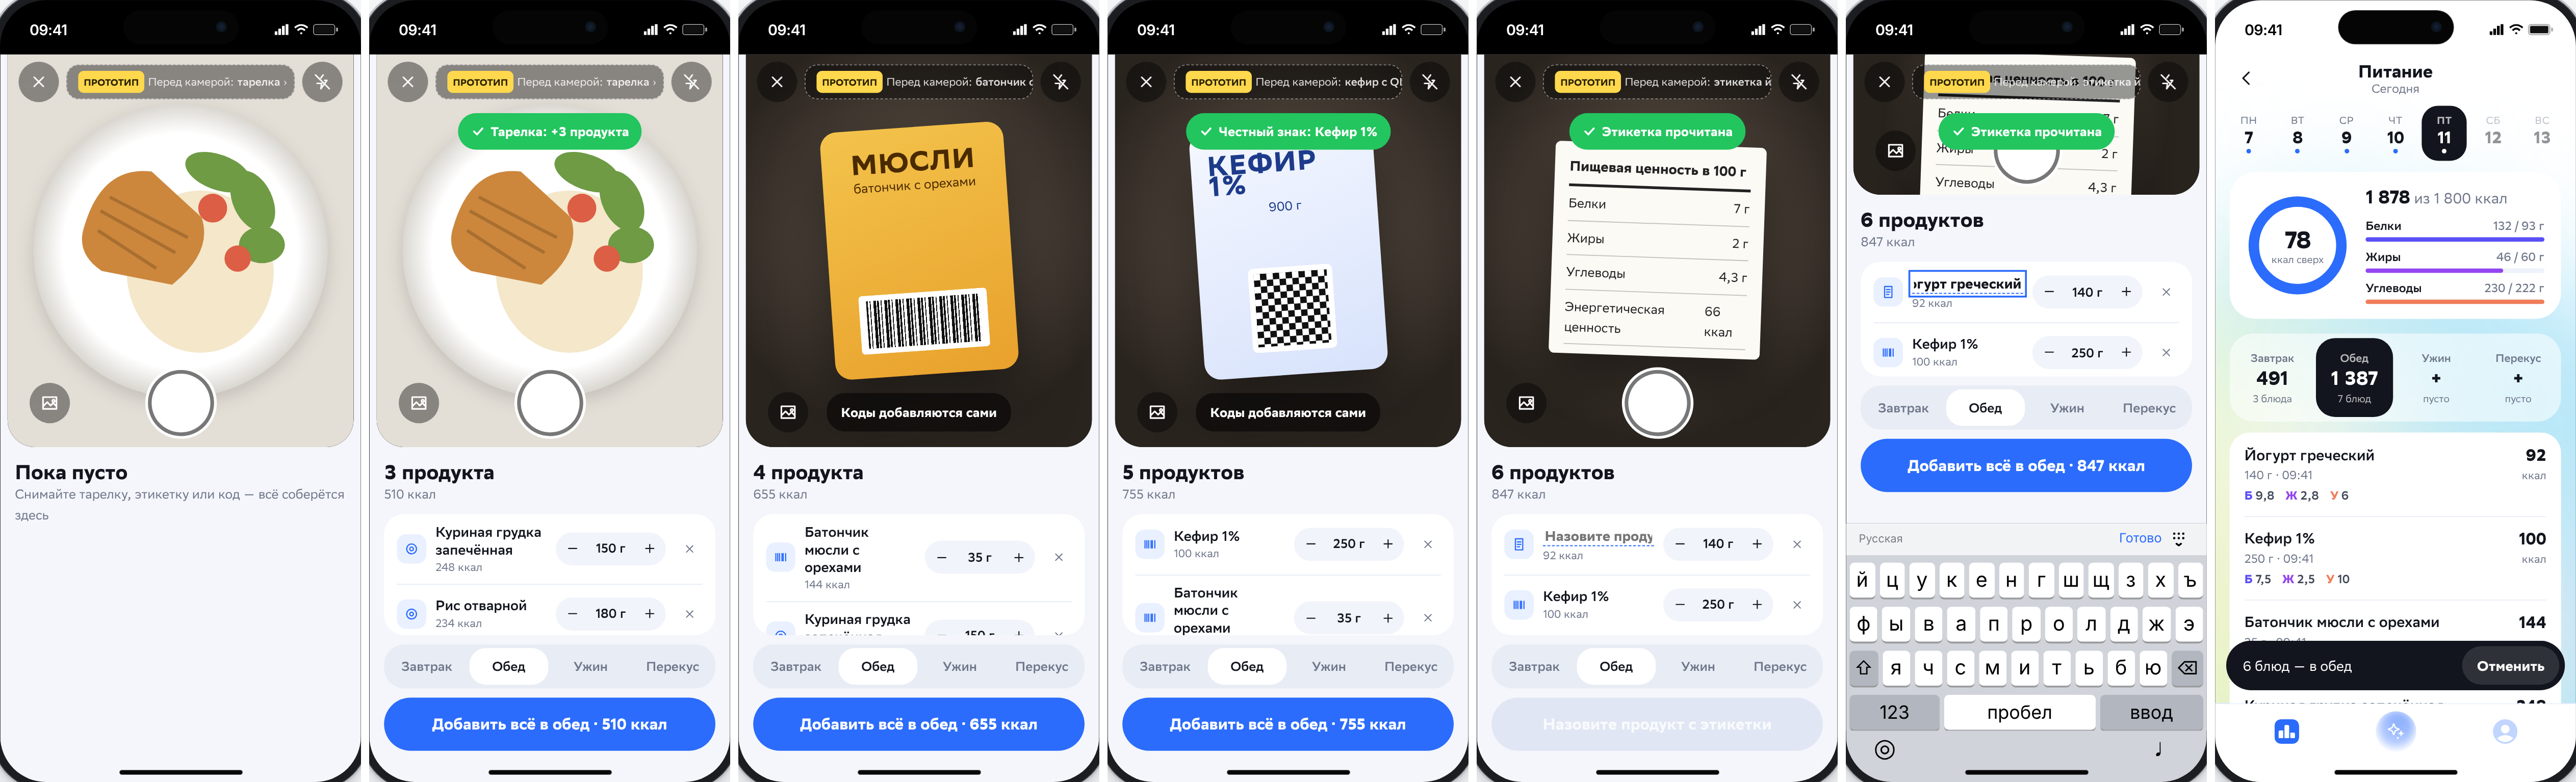 09:41
ПРОТОТИП Перед камерой: тарелка ›
Пока пусто
Снимайте тарелку, этикетку или код — всё соберётся
здесь
09:41
ПРОТОТИП Перед камерой: тарелка ›
Тарелка: +3 продукта
3 продукта
510 ккал
Куриная грудка
запечённая
248 ккал
− 150 г + ×
Рис отварной
234 ккал
− 180 г + ×
Завтрак Обед Ужин Перекус
Добавить всё в обед · 510 ккал
09:41
ПРОТОТИП Перед камерой: батончик с
МЮСЛИ
батончик с орехами
Коды добавляются сами
4 продукта
655 ккал
Батончик
мюсли с
орехами
144 ккал
− 35 г + ×
Куриная грудка
− 150 г + ×
Завтрак Обед Ужин Перекус
Добавить всё в обед · 655 ккал
09:41
ПРОТОТИП Перед камерой: кефир с QI
Честный знак: Кефир 1%
КЕФИР
1%
900 г
Коды добавляются сами
5 продуктов
755 ккал
Кефир 1%
100 ккал
− 250 г + ×
Батончик
мюсли с
орехами
− 35 г + ×
Завтрак Обед Ужин Перекус
Добавить всё в обед · 755 ккал
09:41
ПРОТОТИП Перед камерой: этикетка й
Этикетка прочитана
Пищевая ценность в 100 г
Белки 7 г
Жиры 2 г
Углеводы 4,3 г
Энергетическая 66
ценность ккал
6 продуктов
847 ккал
Назовите проду
92 ккал
− 140 г + ×
Кефир 1%
100 ккал
− 250 г + ×
Завтрак Обед Ужин Перекус
Назовите продукт с этикетки
09:41
ПРОТОТИП Перед камерой: этикетка й
Этикетка прочитана
Жиры 2 г
Углеводы 4,3 г
6 продуктов
847 ккал
огурт греческий
92 ккал
− 140 г + ×
Кефир 1%
100 ккал
− 250 г + ×
Завтрак Обед Ужин Перекус
Добавить всё в обед · 847 ккал
Русская Готово
й ц у к е н г ш щ з х ъ
ф ы в а п р о л д ж э
я ч с м и т ь б ю
123 пробел ввод
09:41
Питание
Сегодня
ПН ВТ СР ЧТ ПТ СБ ВС
7 8 9 10 11 12 13
78
ккал сверх
1 878 из 1 800 ккал
Белки 132 / 93 г
Жиры 46 / 60 г
Углеводы 230 / 222 г
Завтрак Обед Ужин Перекус
491 1 387 + +
3 блюда 7 блюд пусто пусто
Йогурт греческий 92
140 г · 09:41 ккал
Б 9,8 Ж 2,8 У 6
Кефир 1% 100
250 г · 09:41 ккал
Б 7,5 Ж 2,5 У 10
Батончик мюсли с орехами 144
6 блюд — в обед Отменить